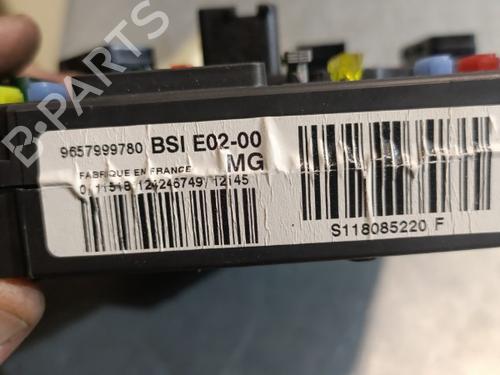 9657999780 BSI E02-00
MG
FABRIQUE EN FRANCE
S118085220 F
B-PARTS